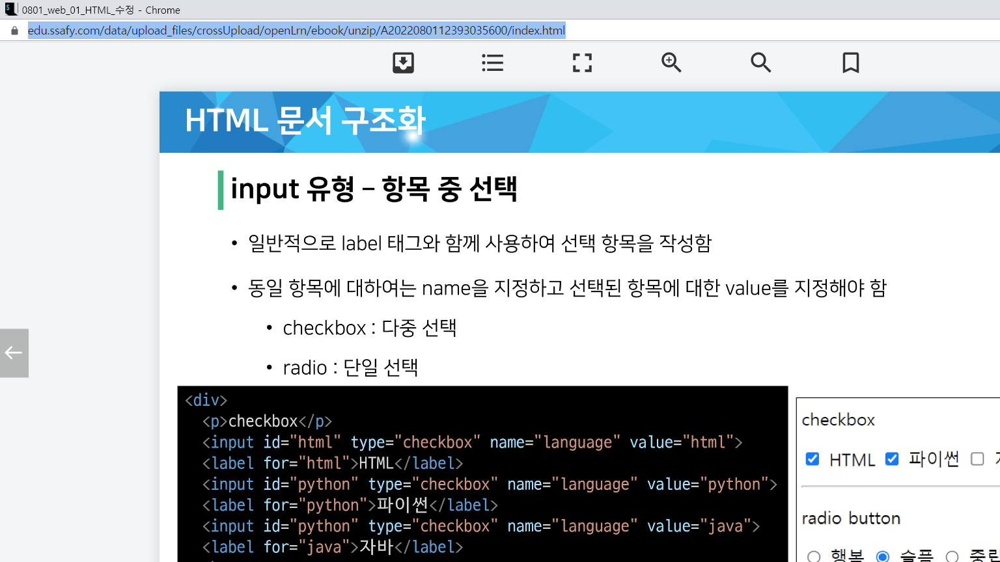 0801_web_01_HTML_수정 - Chrome
edu.ssafy.com/data/upload_files/crossUpload/openLrn/ebook/unzip/A2022080112393035600/index.html
HTML 문서 구조화
input 유형 – 항목 중 선택
• 일반적으로 label 태그와 함께 사용하여 선택 항목을 작성함
• 동일 항목에 대하여는 name을 지정하고 선택된 항목에 대한 value를 지정해야 함
• checkbox : 다중 선택
• radio : 단일 선택
<div>
<p>checkbox</p>
<input id="html" type="checkbox" name="language" value="html">
<label for="html">HTML</label>
<input id="python" type="checkbox" name="language" value="python">
<label for="python">파이썬</label>
<input id="python" type="checkbox" name="language" value="java">
<label for="java">자바</label>
checkbox
HTML 파이썬
radio button
행복 슬픔